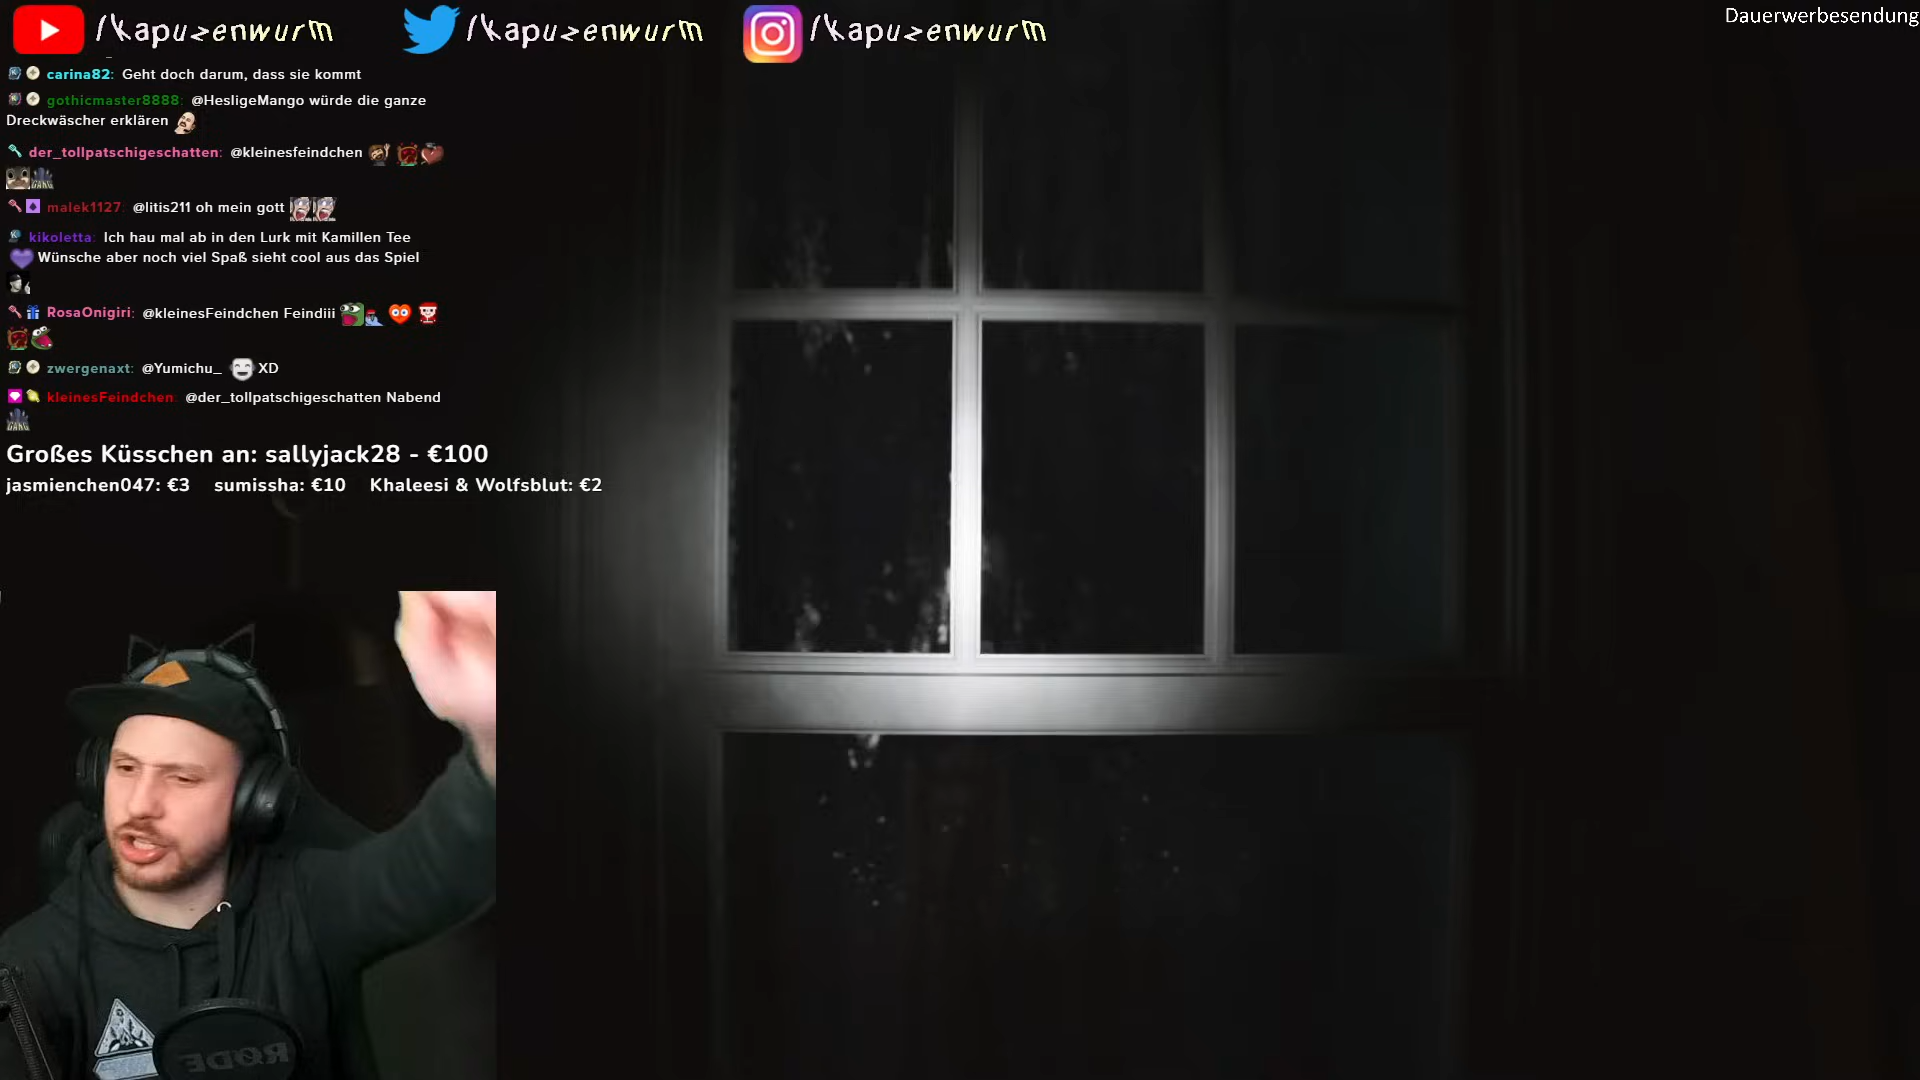 /kapuzenwurm /kapuzenwurm /kapuzenwurm
Dauerwerbesendung
carina82: Geht doch darum, dass sie kommt
gothicmaster8888: @HesligeMango würde die ganze
Dreckwäscher erklären
der_tollpatschigeschatten: @kleinesfeindchen
GANG
malek1127: @litis211 oh mein gott
kikoletta: Ich hau mal ab in den Lurk mit Kamillen Tee
Wünsche aber noch viel Spaß sieht cool aus das Spiel
RosaOnigiri: @kleinesFeindchen Feindiii
zwergenaxt: @Yumichu_ XD
kleinesFeindchen: @der_tollpatschigeschatten Nabend
GANG
Großes Küsschen an: sallyjack28 - €100
jasmienchen047: €3 sumissha: €10 Khaleesi & Wolfsblut: €2
RØDE